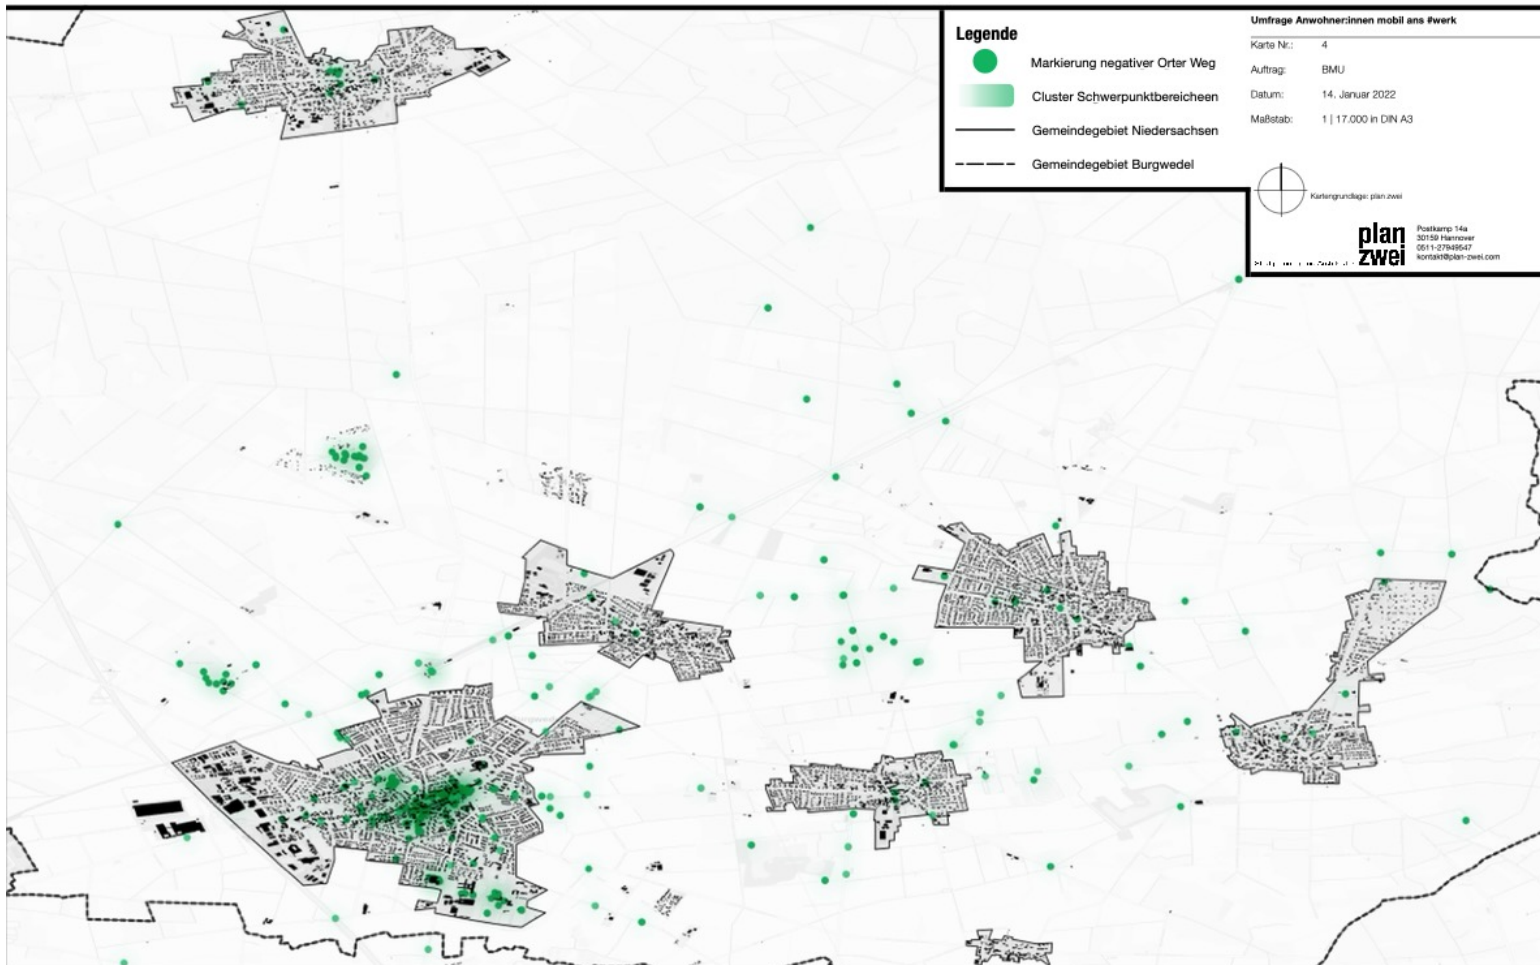 Legende
Markierung negativer Orter Weg
Cluster Schwerpunktbereicheen
Gemeindegebiet Niedersachsen
Gemeindegebiet Burgwedel
Umfrage Anwohner:innen mobil ans #werk
Karte Nr.: 4
Auftrag: BMU
Datum: 14. Januar 2022
Maßstab: 1 | 17.000 in DIN A3
Kartengrundlage: plan zwei
plan
zwei
Postkamp 14a
30159 Hannover
0511-27949547
kontakt@plan-zwei.com